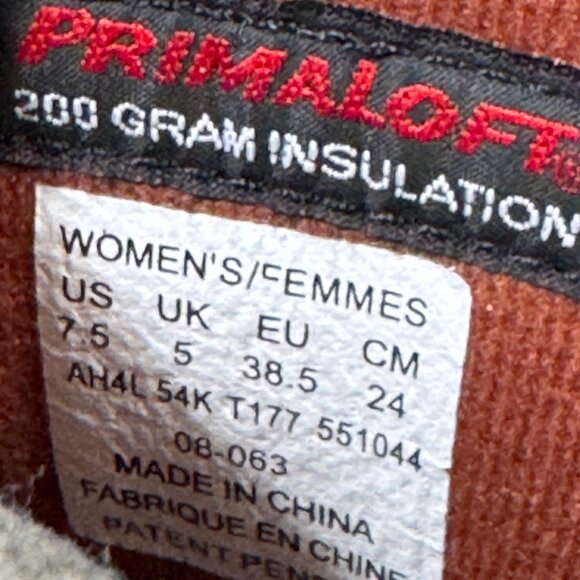 PRIMALOFT®
200 GRAM INSULATION
WOMEN'S/FEMMES
US UK EU CM
7.5 5 38.5 24
AH4L 54K T177 551044
08-063
MADE IN CHINA
FABRIQUE EN CHINE
PATENT